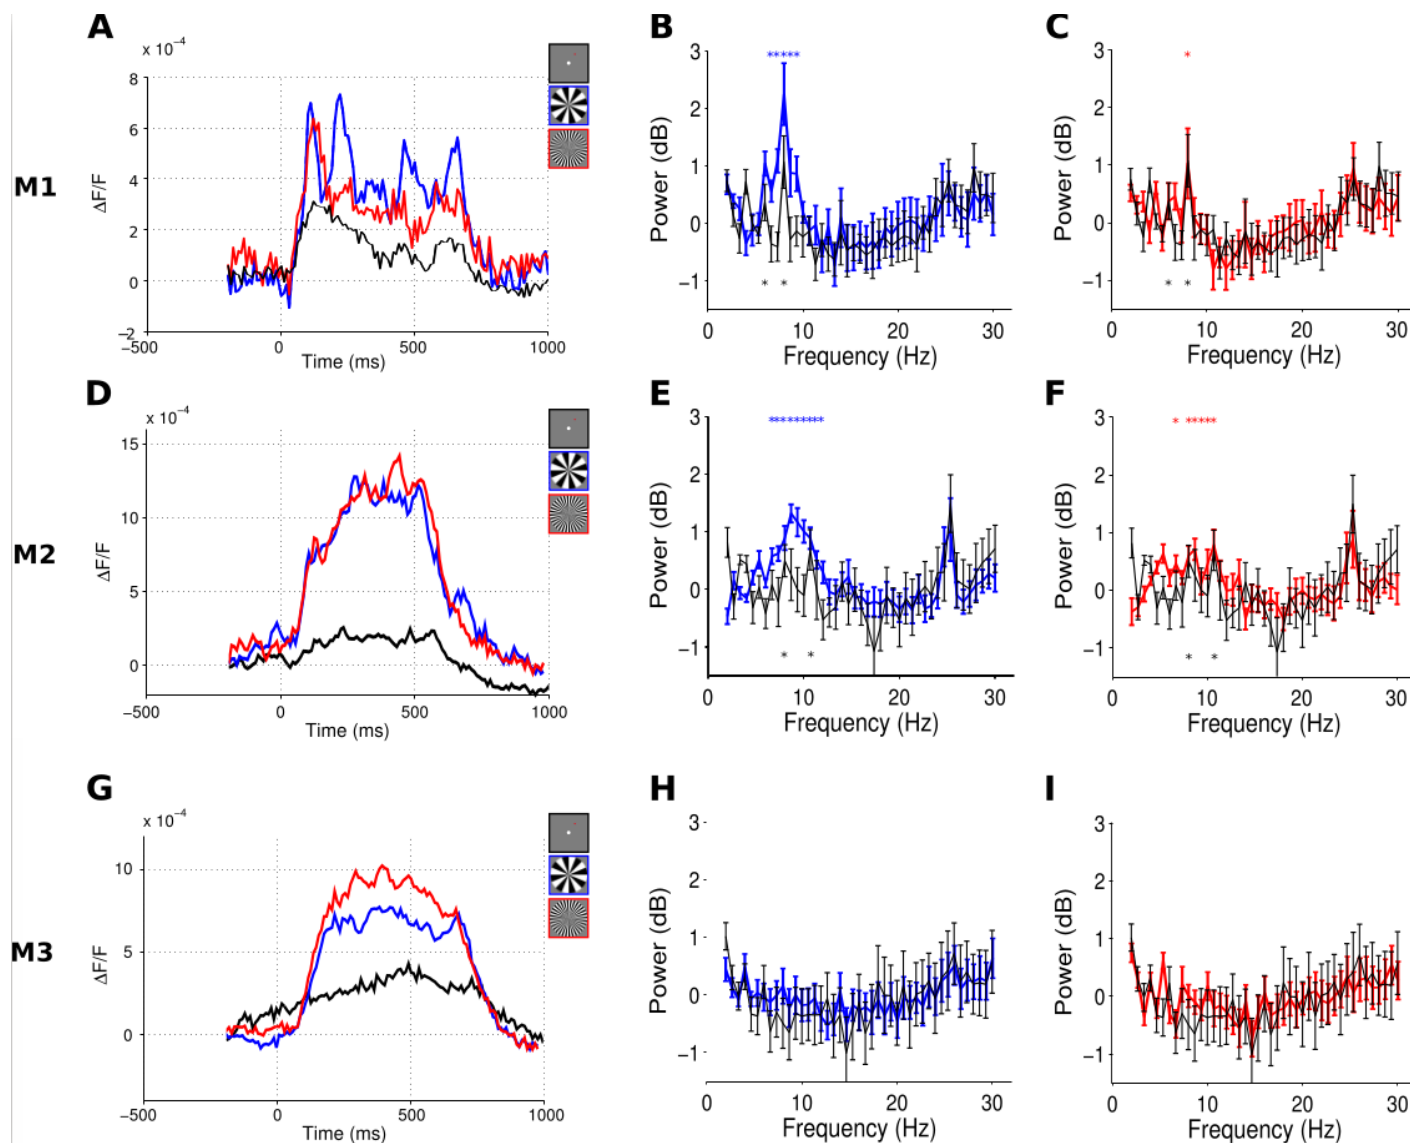 A
x 10⁻⁴
8
6
4
2
0
−2
ΔF/F
−500
0
500
1000
Time (ms)
M1
B
3
2
1
0
−1
Power (dB)
*****
* *
0
10
20
30
Frequency (Hz)
C
3
2
1
0
−1
Power (dB)
*
* *
0
10
20
30
Frequency (Hz)
D
x 10⁻⁴
15
10
5
0
ΔF/F
−500
0
500
1000
Time (ms)
M2
E
3
2
1
0
−1
Power (dB)
**********
* *
0
10
20
30
Frequency (Hz)
F
3
2
1
0
−1
Power (dB)
* *****
* *
0
10
20
30
Frequency (Hz)
G
x 10⁻⁴
10
5
0
ΔF/F
−500
0
500
1000
Time (ms)
M3
H
3
2
1
0
−1
Power (dB)
0
10
20
30
Frequency (Hz)
I
3
2
1
0
−1
Power (dB)
0
10
20
30
Frequency (Hz)